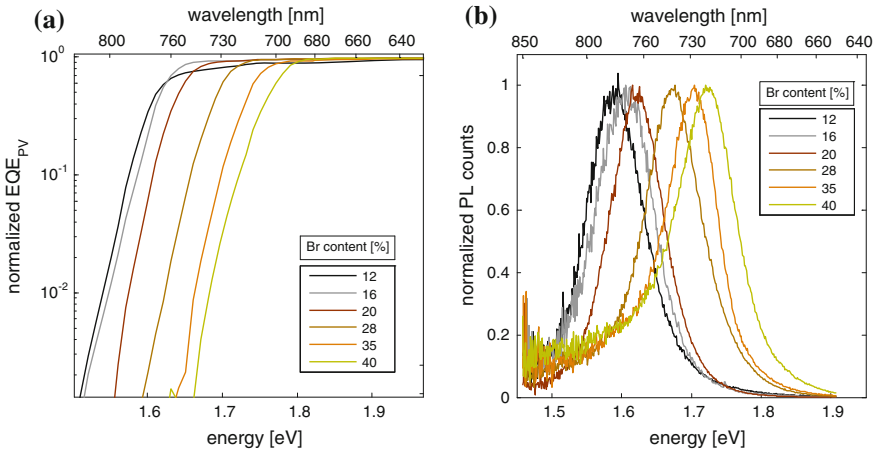 (a)
wavelength [nm]
800 760 740 700 680 660 640
10^0
10^-1
10^-2
normalized EQE_PV
Br content [%]
12
16
20
28
35
40
1.6 1.7 1.8 1.9
energy [eV]
(b)
wavelength [nm]
850 780 760 720 700 680 660 640
1
0.8
0.6
0.4
0.2
0
normalized PL counts
Br content [%]
12
16
20
28
35
40
1.5 1.6 1.7 1.8 1.9
energy [eV]